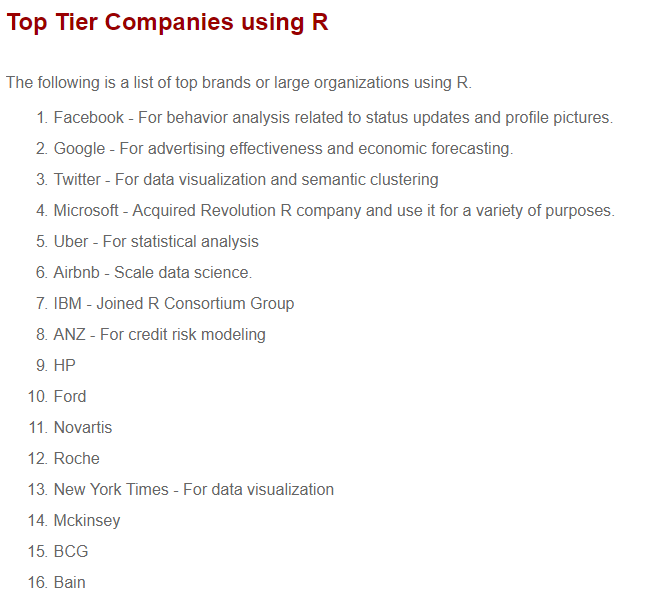 Top Tier Companies using R
The following is a list of top brands or large organizations using R.
1. Facebook - For behavior analysis related to status updates and profile pictures.
2. Google - For advertising effectiveness and economic forecasting.
3. Twitter - For data visualization and semantic clustering
4. Microsoft - Acquired Revolution R company and use it for a variety of purposes.
5. Uber - For statistical analysis
6. Airbnb - Scale data science.
7. IBM - Joined R Consortium Group
8. ANZ - For credit risk modeling
9. HP
10. Ford
11. Novartis
12. Roche
13. New York Times - For data visualization
14. Mckinsey
15. BCG
16. Bain